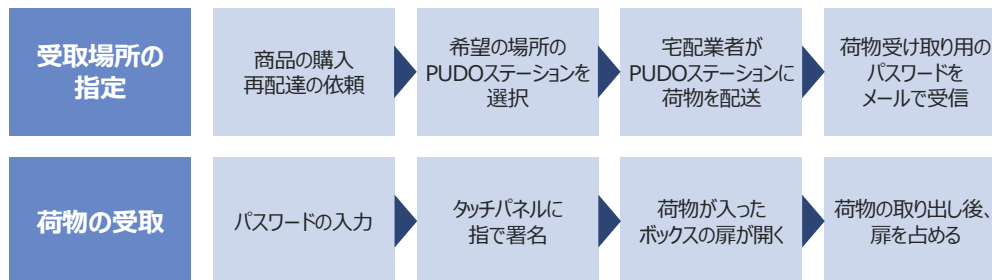 受取場所の
指定
商品の購入
再配達の依頼
希望の場所の
PUDOステーションを
選択
宅配業者が
PUDOステーションに
荷物を配送
荷物受け取り用の
パスワードを
メールで受信
荷物の受取
パスワードの入力
タッチパネルに
指で署名
荷物が入った
ボックスの扉が開く
荷物の取り出し後、
扉を占める